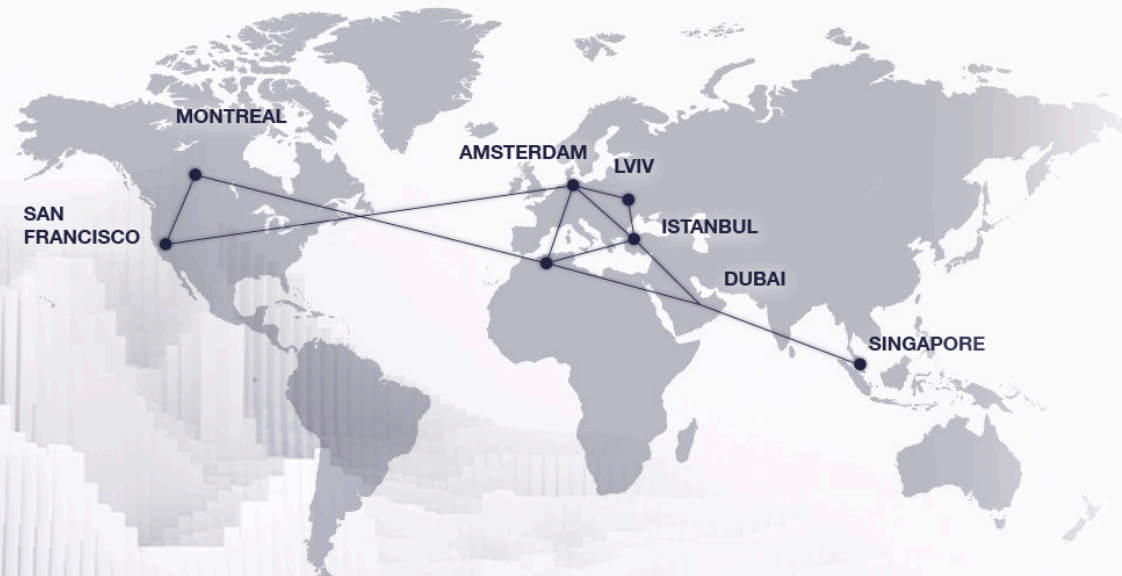 MONTREAL
AMSTERDAM
LVIV
SAN
FRANCISCO
ISTANBUL
DUBAI
SINGAPORE